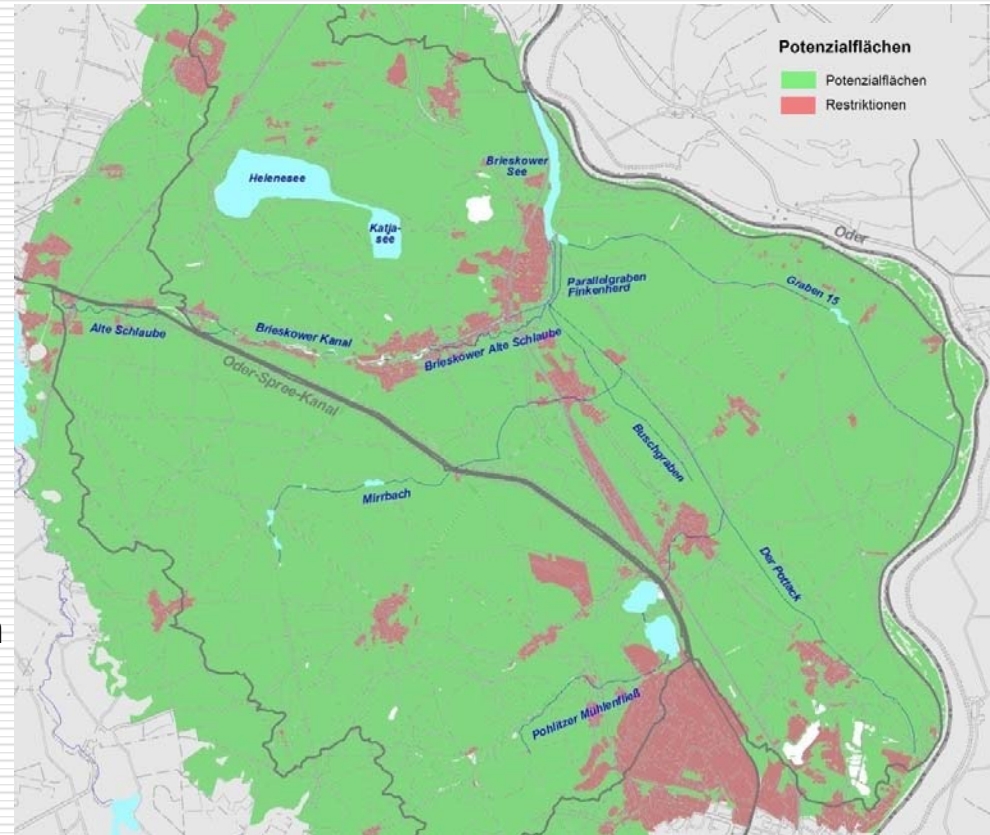 Potenzialflächen
Potenzialflächen
Restriktionen
Brieskower
See
Helenesee
Katja-
see
Oder
Parallelgraben
Finkenherd
Graben 15
Alte Schlaube
Brieskower Kanal
Brieskower Alte Schlaube
Oder-Spree-Kanal
Buschgraben
Mirrbach
Der Pottack
Pohlitzer Mühlenfließ